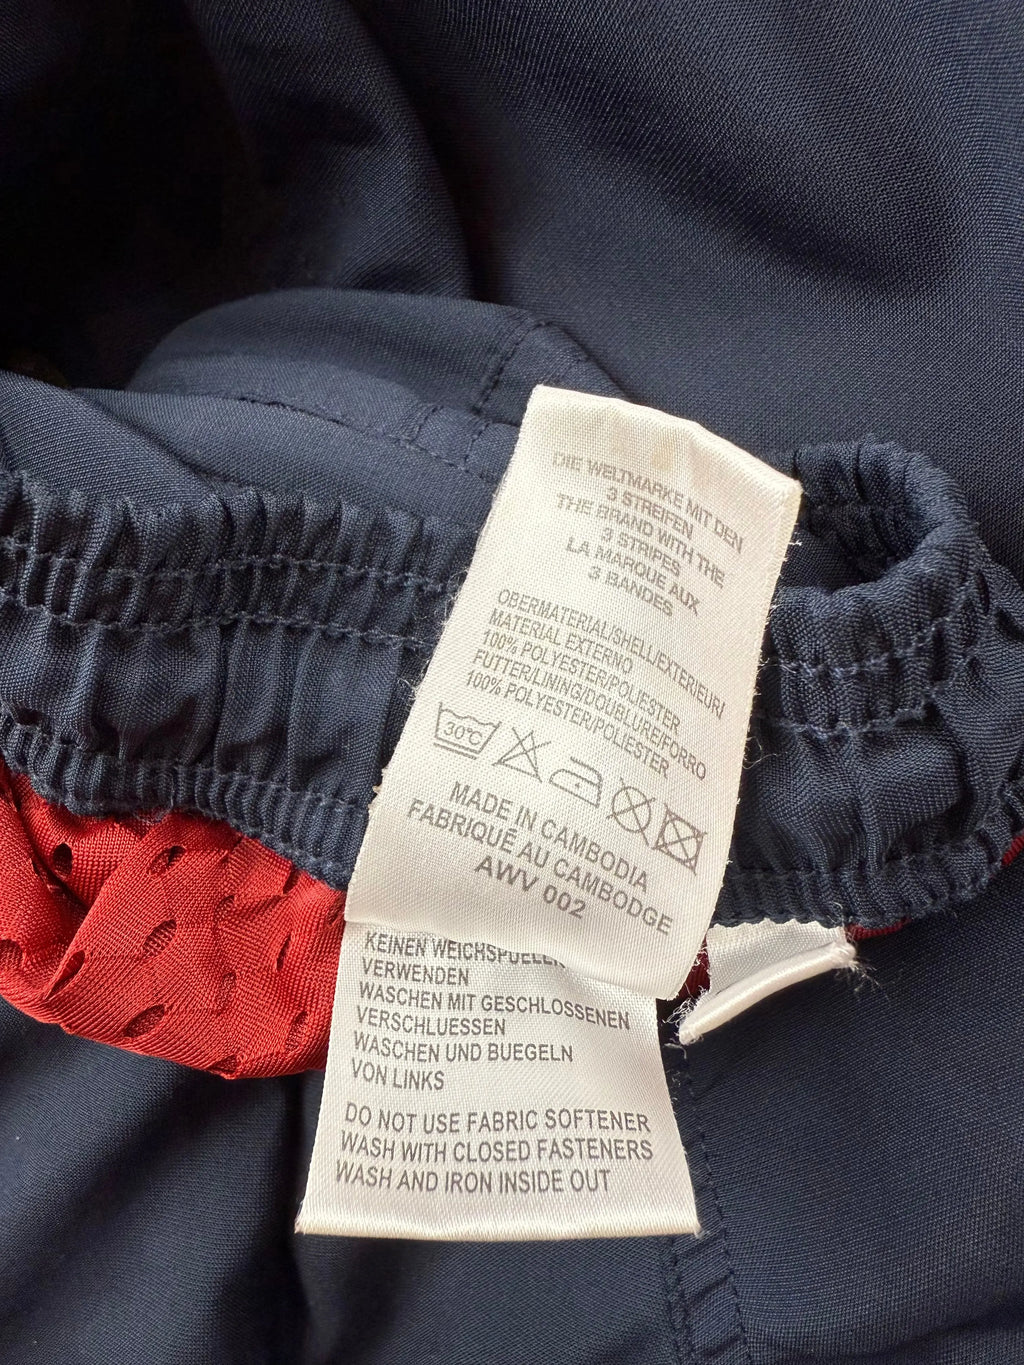 DIE WELTMARKE MIT DEN
3 STREIFEN
THE BRAND WITH THE
3 STRIPES
LA MARQUE AUX
3 BANDES
OBERMATERIAL/SHELL/EXTERIEUR/
MATERIAL EXTERNO
100% POLYESTER/POLIESTER
FUTTER/LINING/DOUBLURE/FORRO
100% POLYESTER/POLIESTER
30°C
MADE IN CAMBODIA
FABRIQUÉ AU CAMBODGE
AWV 002
KEINEN WEICHSPUELER
VERWENDEN
WASCHEN MIT GESCHLOSSENEN
VERSCHLUESSEN
WASCHEN UND BUEGELN
VON LINKS
DO NOT USE FABRIC SOFTENER
WASH WITH CLOSED FASTENERS
WASH AND IRON INSIDE OUT